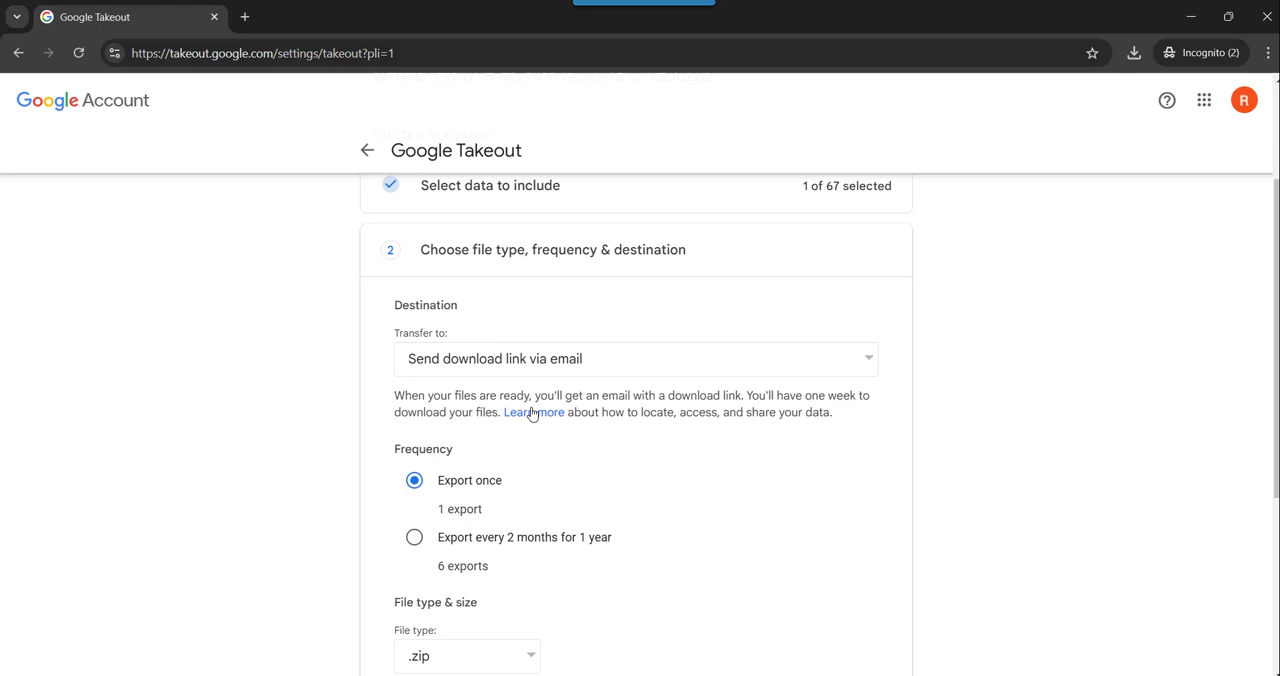 Google Takeout
https://takeout.google.com/settings/takeout?pli=1
Incognito (2)
Google Account
R
Google Takeout
Select data to include
1 of 67 selected
2
Choose file type, frequency & destination
Destination
Transfer to:
Send download link via email
When your files are ready, you'll get an email with a download link. You'll have one week to
download your files. Learn more about how to locate, access, and share your data.
Frequency
Export once
1 export
Export every 2 months for 1 year
6 exports
File type & size
File type:
.zip